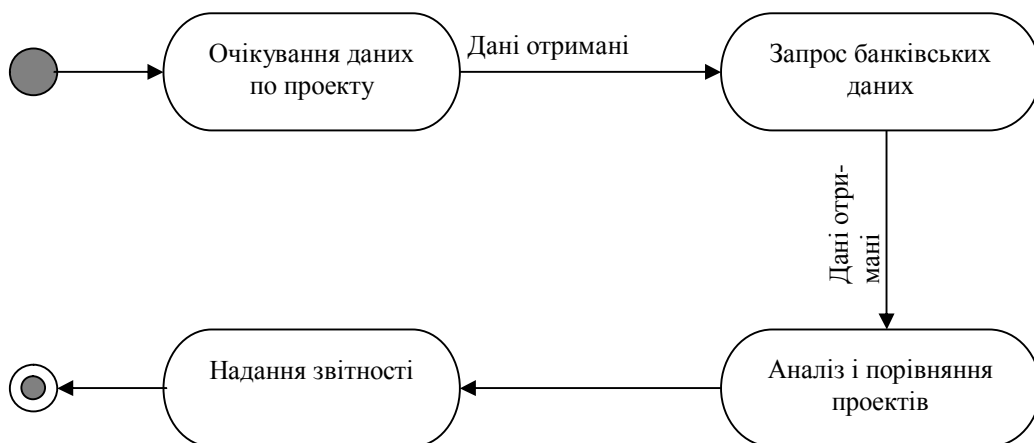 Очікування даних
по проекту
Дані отримані
Запрос банківських
даних
Дані отри-
мані
Аналіз і порівняння
проектів
Надання звітності